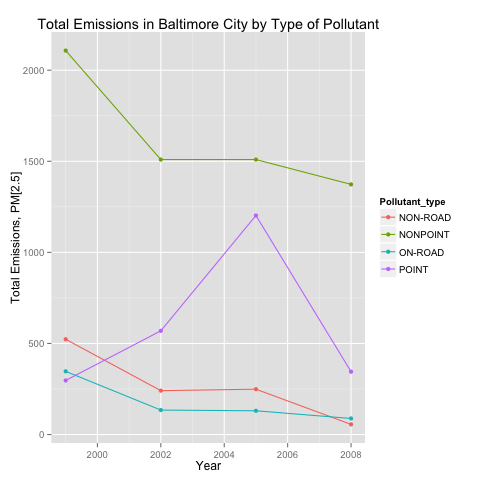 Total Emissions in Baltimore City by Type of Pollutant
Total Emissions, PM[2.5]
2000
1500
1000
500
0
2000 2002 2004 2006 2008
Year
Pollutant_type
NON-ROAD
NONPOINT
ON-ROAD
POINT